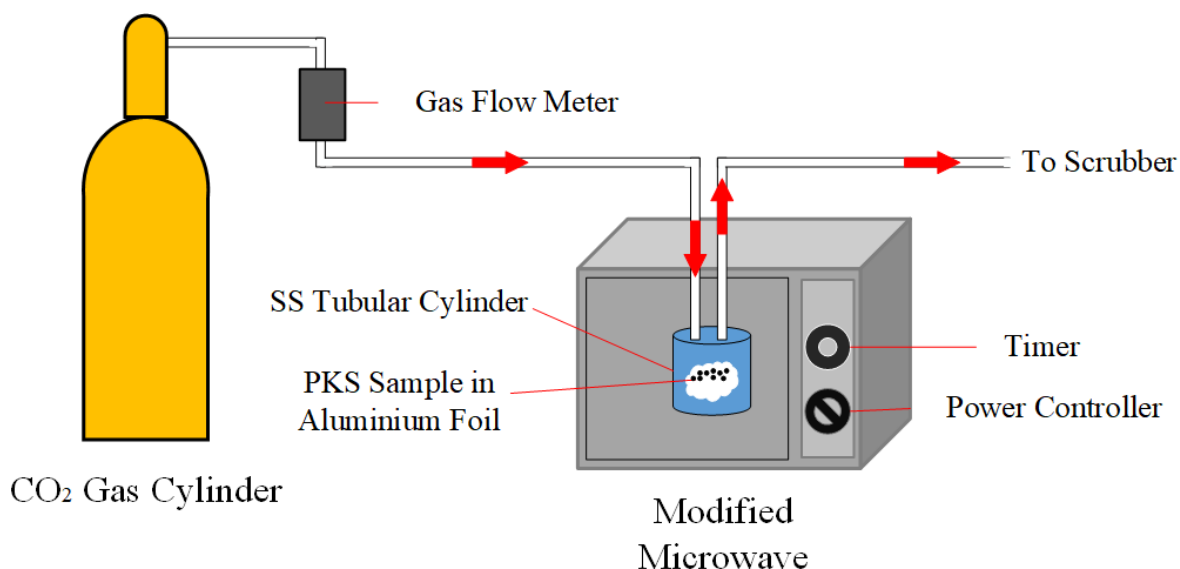 Gas Flow Meter
To Scrubber
SS Tubular Cylinder
PKS Sample in
Aluminium Foil
Timer
Power Controller
CO₂ Gas Cylinder
Modified
Microwave